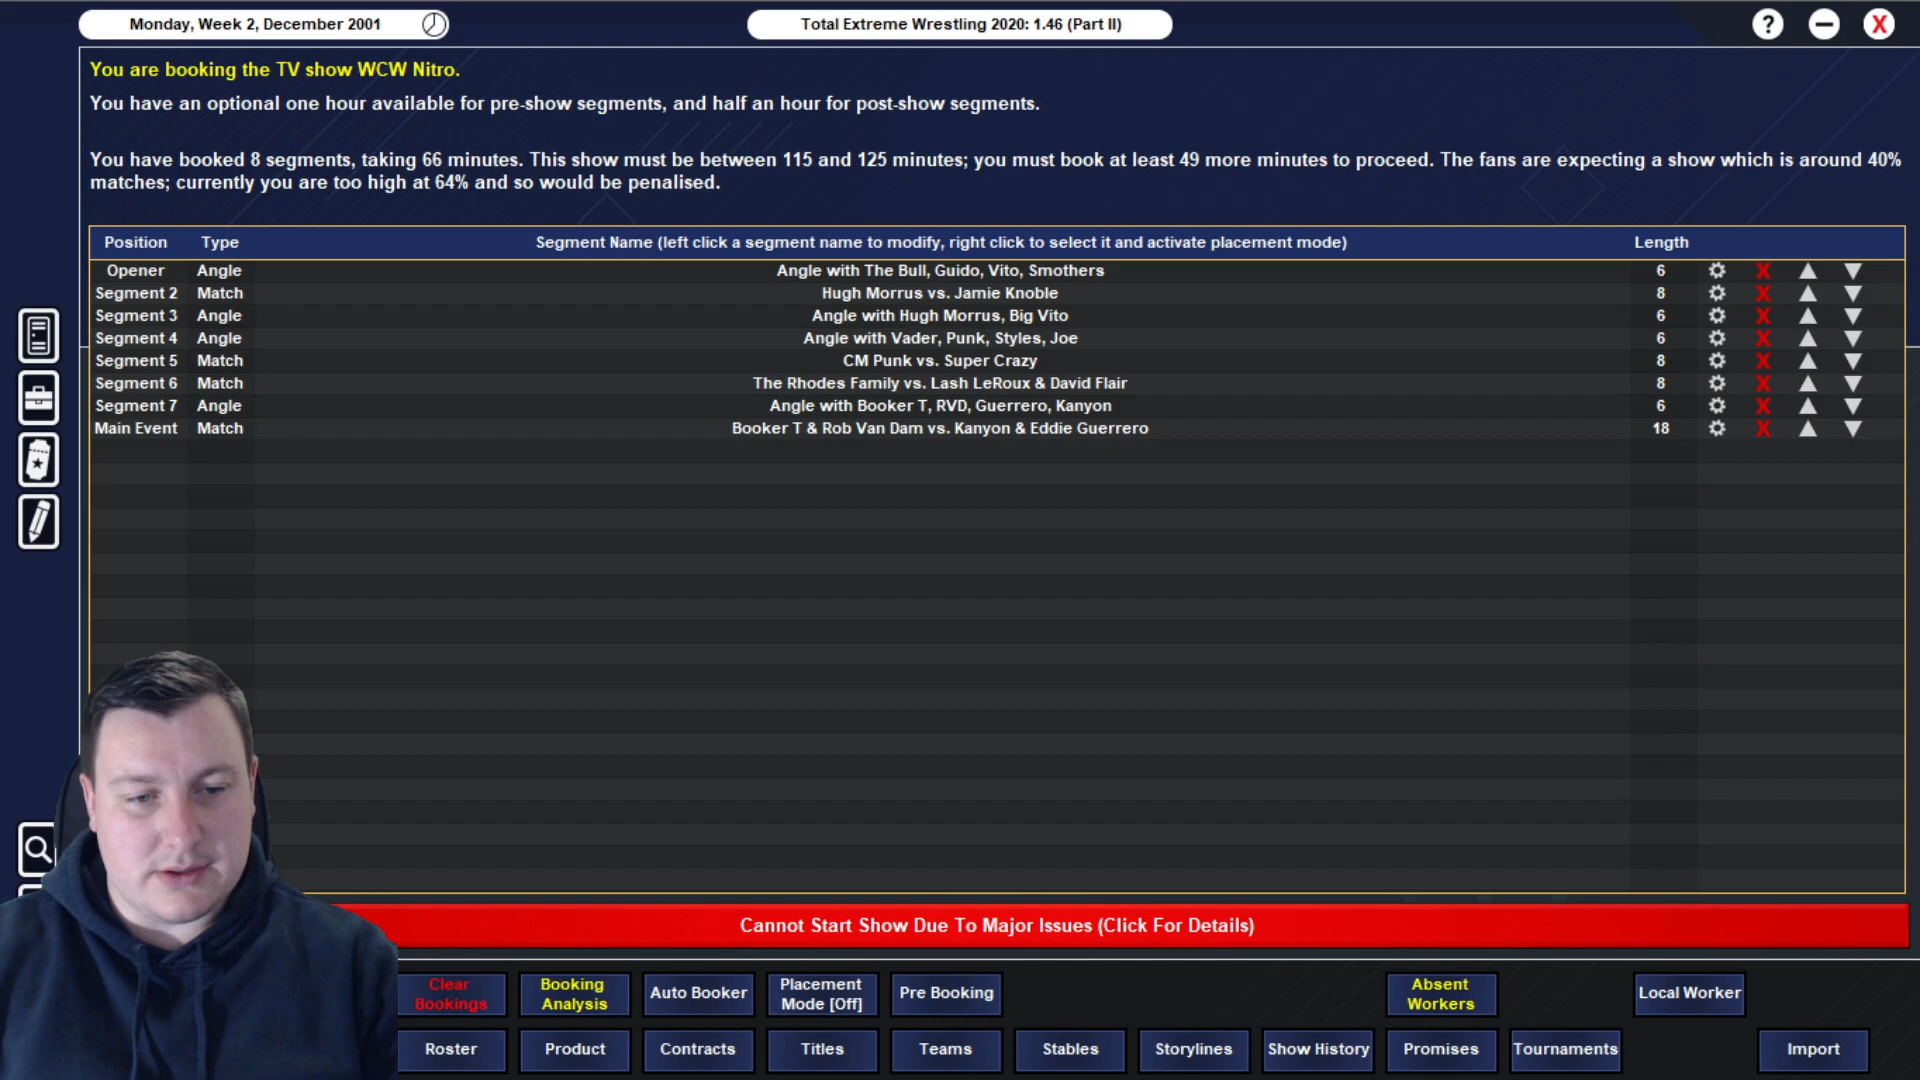 Monday, Week 2, December 2001
Total Extreme Wrestling 2020: 1.46 (Part II)
?
X
You are booking the TV show WCW Nitro.
You have an optional one hour available for pre-show segments, and half an hour for post-show segments.
You have booked 8 segments, taking 66 minutes. This show must be between 115 and 125 minutes; you must book at least 49 more minutes to proceed. The fans are expecting a show which is around 40%
matches; currently you are too high at 64% and so would be penalised.
Position Type Segment Name (left click a segment name to modify, right click to select it and activate placement mode) Length
Opener Angle Angle with The Bull, Guido, Vito, Smothers 6 X
Segment 2 Match Hugh Morrus vs. Jamie Knoble 8 X
Segment 3 Angle Angle with Hugh Morrus, Big Vito 6 X
Segment 4 Angle Angle with Vader, Punk, Styles, Joe 6 X
Segment 5 Match CM Punk vs. Super Crazy 8 X
Segment 6 Match The Rhodes Family vs. Lash LeRoux & David Flair 8 X
Segment 7 Angle Angle with Booker T, RVD, Guerrero, Kanyon 6 X
Main Event Match Booker T & Rob Van Dam vs. Kanyon & Eddie Guerrero 18 X
Cannot Start Show Due To Major Issues (Click For Details)
Clear Bookings
Booking Analysis
Auto Booker
Placement Mode [Off]
Pre Booking
Absent Workers
Local Worker
Roster
Product
Contracts
Titles
Teams
Stables
Storylines
Show History
Promises
Tournaments
Import